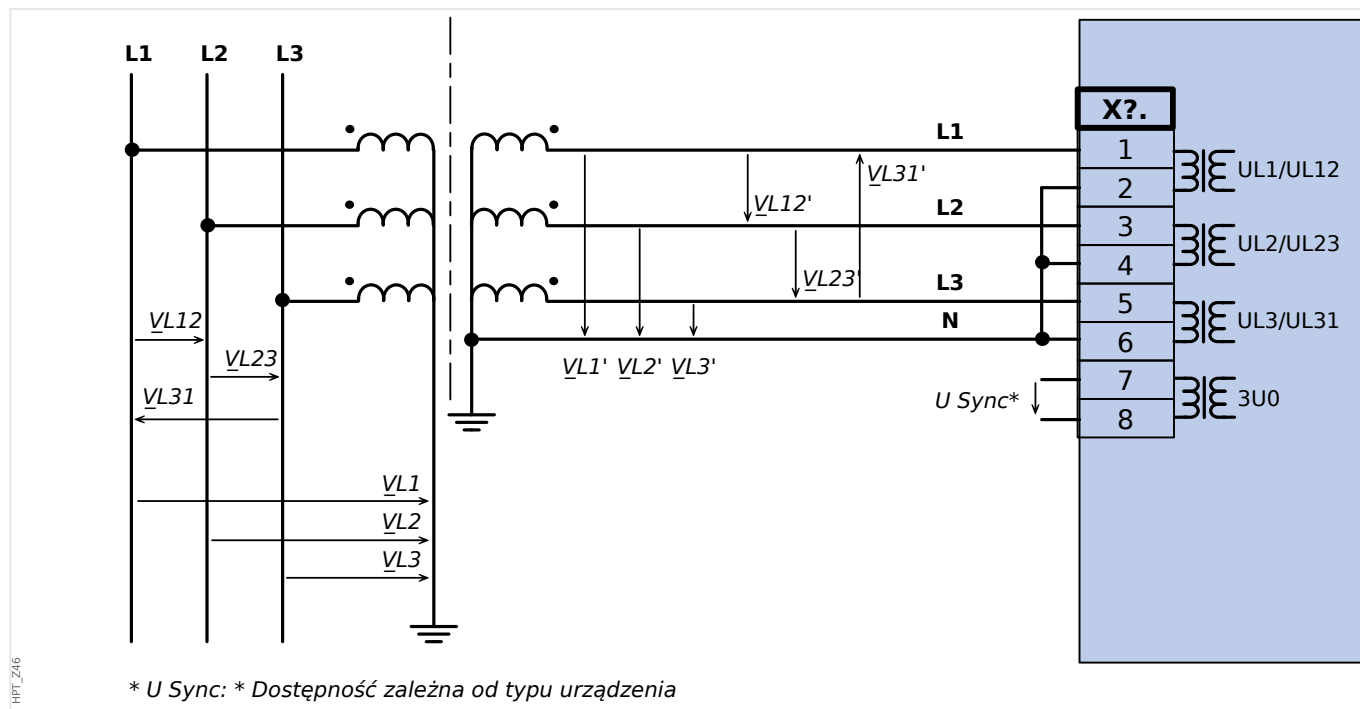 L1 L2 L3
X?.
L1
1
VL31'
UL1/UL12
2
VL12'
L2
3
UL2/UL23
4
VL23'
L3
5
N
UL3/UL31
VL12
6
VL23
VL1' VL2' VL3'
7
VL31
U Sync*
3U0
8
VL1
VL2
VL3
HPT_Z46
* U Sync: * Dostępność zależna od typu urządzenia